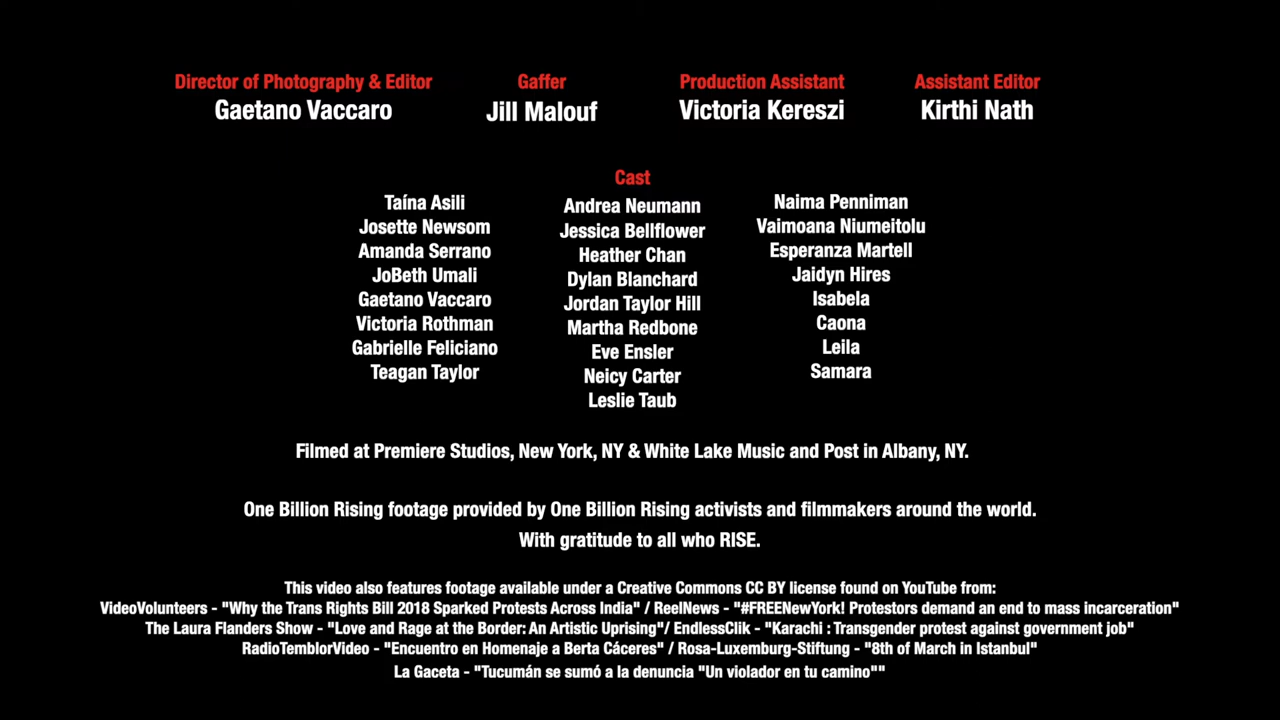 Director of Photography & Editor
Gaetano Vaccaro
Gaffer
Jill Malouf
Production Assistant
Victoria Kereszi
Assistant Editor
Kirthi Nath
Cast
Taína Asili
Josette Newsom
Amanda Serrano
JoBeth Umali
Gaetano Vaccaro
Victoria Rothman
Gabrielle Feliciano
Teagan Taylor
Andrea Neumann
Jessica Bellflower
Heather Chan
Dylan Blanchard
Jordan Taylor Hill
Martha Redbone
Eve Ensler
Neicy Carter
Leslie Taub
Naima Penniman
Vaimoana Niumeitolu
Esperanza Martell
Jaidyn Hires
Isabela
Caona
Leila
Samara
Filmed at Premiere Studios, New York, NY & White Lake Music and Post in Albany, NY.
One Billion Rising footage provided by One Billion Rising activists and filmmakers around the world.
With gratitude to all who RISE.
This video also features footage available under a Creative Commons CC BY license found on YouTube from:
VideoVolunteers - "Why the Trans Rights Bill 2018 Sparked Protests Across India" / ReelNews - "#FREENewYork! Protestors demand an end to mass incarceration"
The Laura Flanders Show - "Love and Rage at the Border: An Artistic Uprising"/ EndlessClik - "Karachi : Transgender protest against government job"
RadioTemblorVideo - "Encuentro en Homenaje a Berta Cáceres" / Rosa-Luxemburg-Stiftung - "8th of March in Istanbul"
La Gaceta - "Tucumán se sumó a la denuncia "Un violador en tu camino""